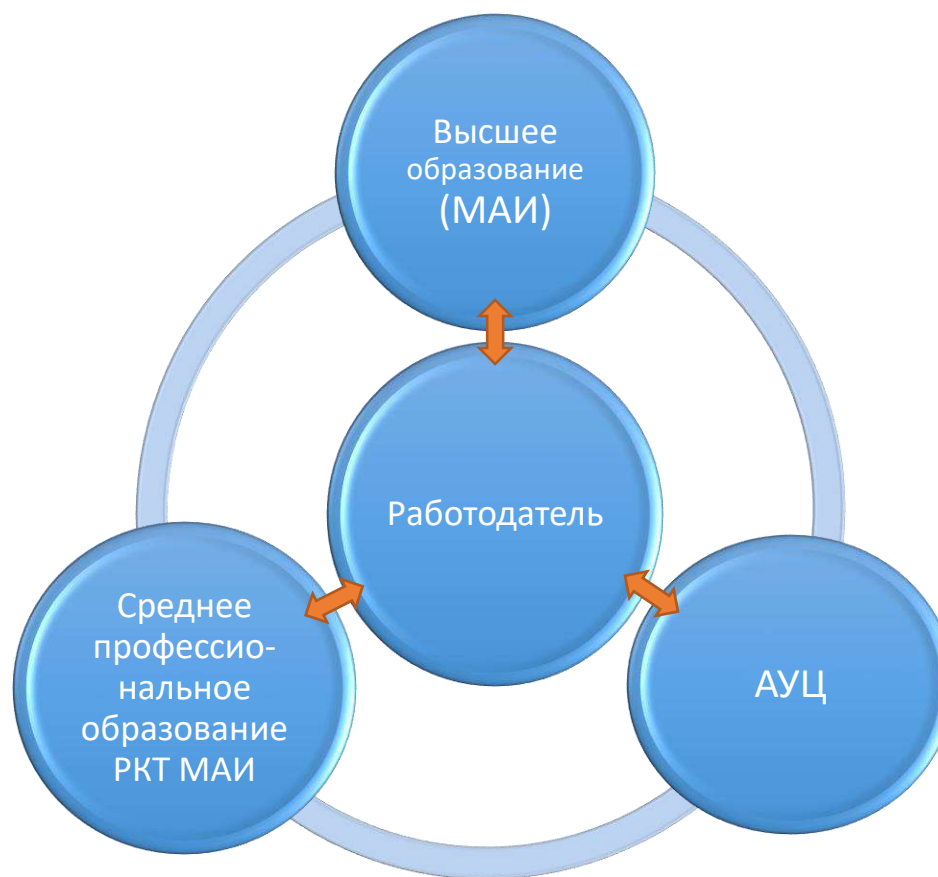 Высшее
образование
(МАИ)
Работодатель
Среднее
профессио-
нальное
образование
РКТ МАИ
АУЦ